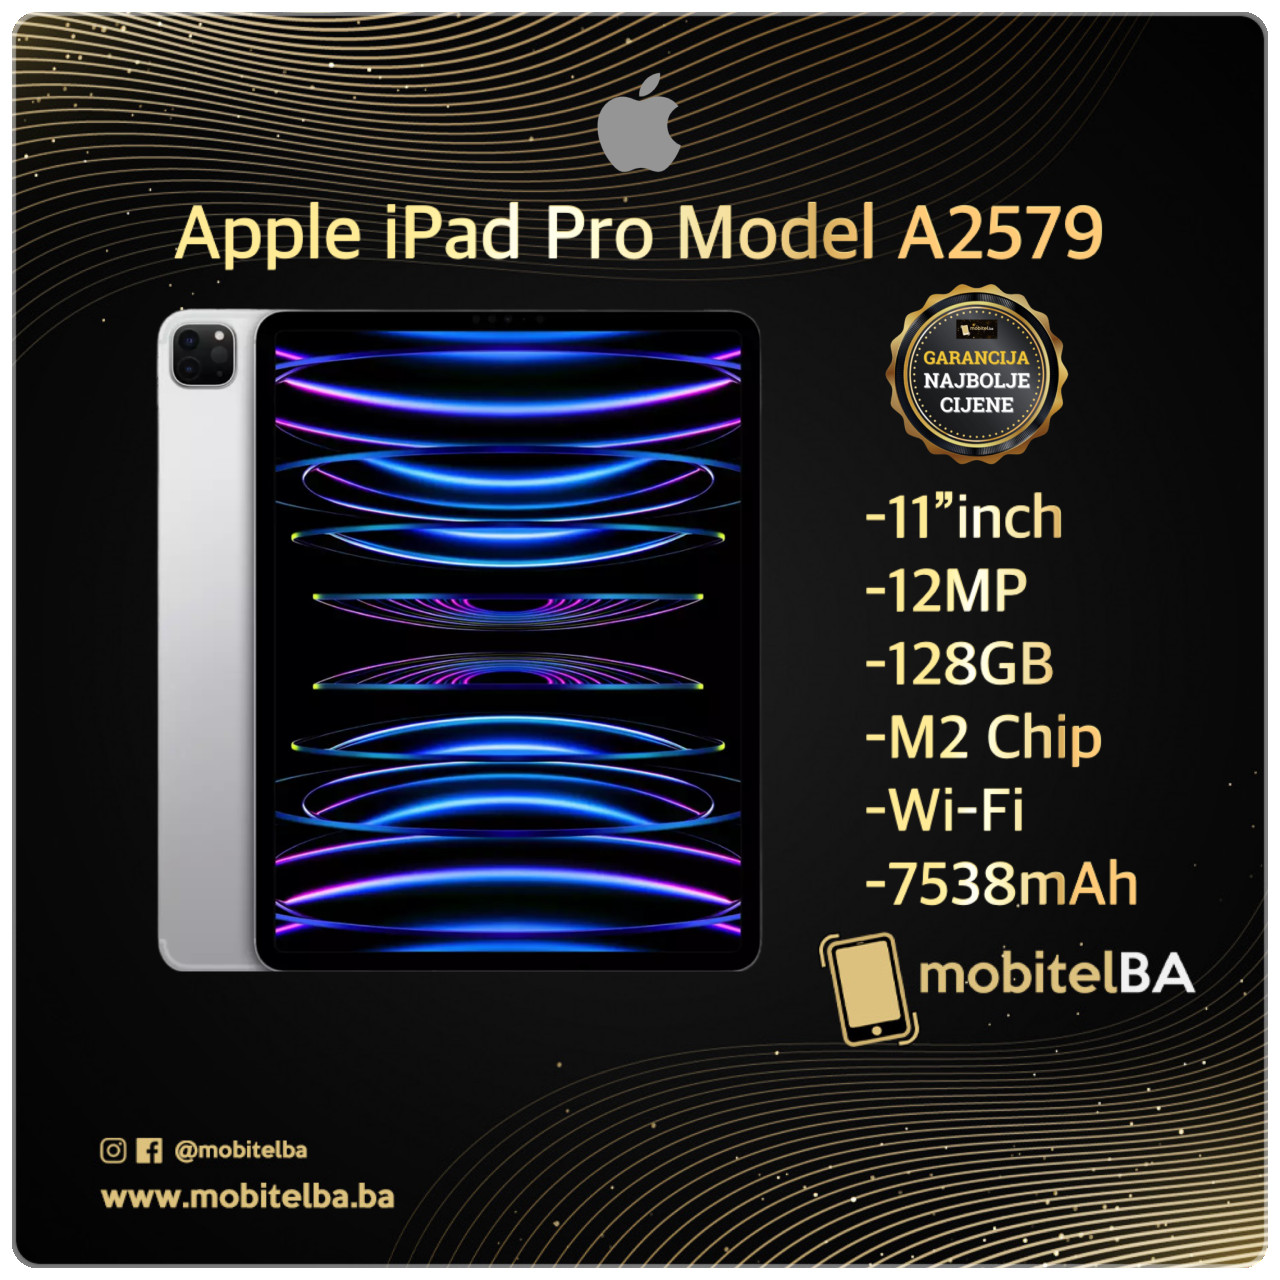 Apple iPad Pro Model A2579
mobitelBA
GARANCIJA
NAJBOLJE
CIJENE
-11”inch
-12MP
-128GB
-M2 Chip
-Wi-Fi
-7538mAh
mobitelBA
@mobitelba
www.mobitelba.ba